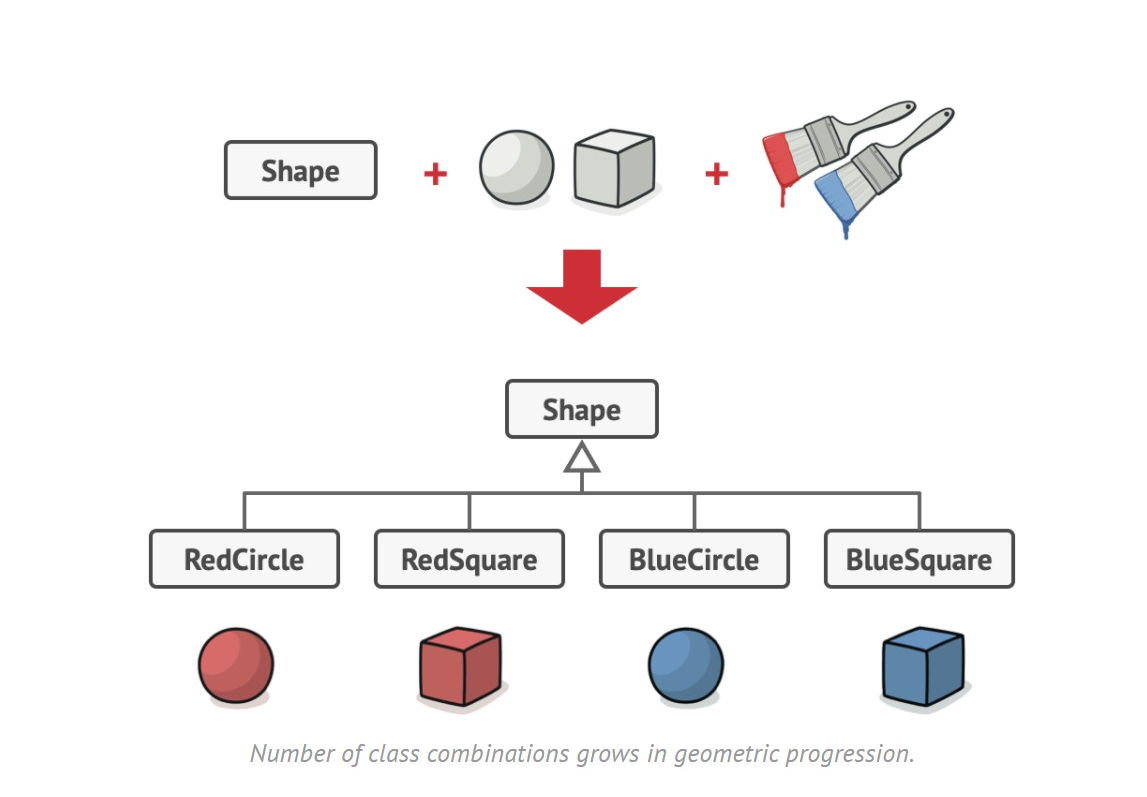 Shape
+
+
Shape
RedCircle
RedSquare
BlueCircle
BlueSquare
Number of class combinations grows in geometric progression.